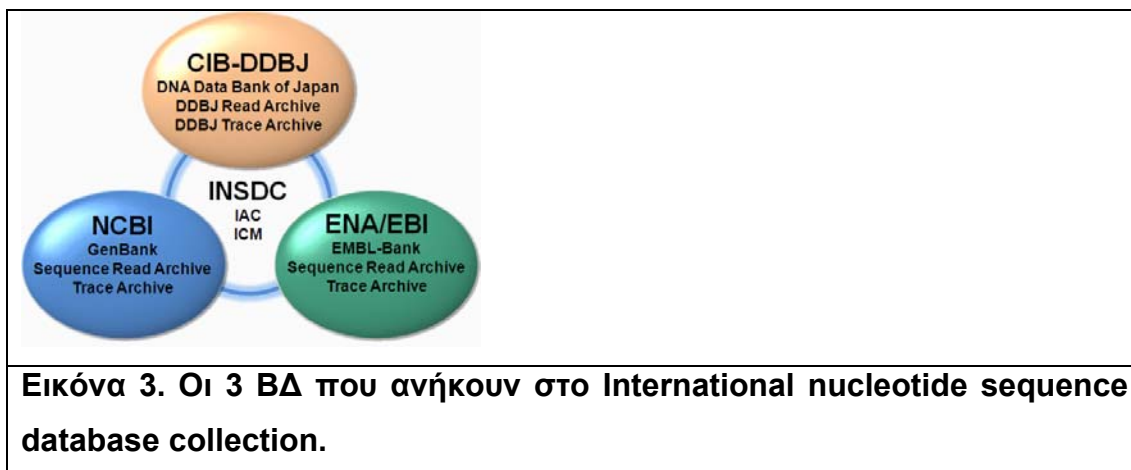 CIB-DDBJ
DNA Data Bank of Japan
DDBJ Read Archive
DDBJ Trace Archive
INSDC
IAC
ICM
NCBI
GenBank
Sequence Read Archive
Trace Archive
ENA/EBI
EMBL-Bank
Sequence Read Archive
Trace Archive
Εικόνα 3. Οι 3 ΒΔ που ανήκουν στο International nucleotide sequence
database collection.